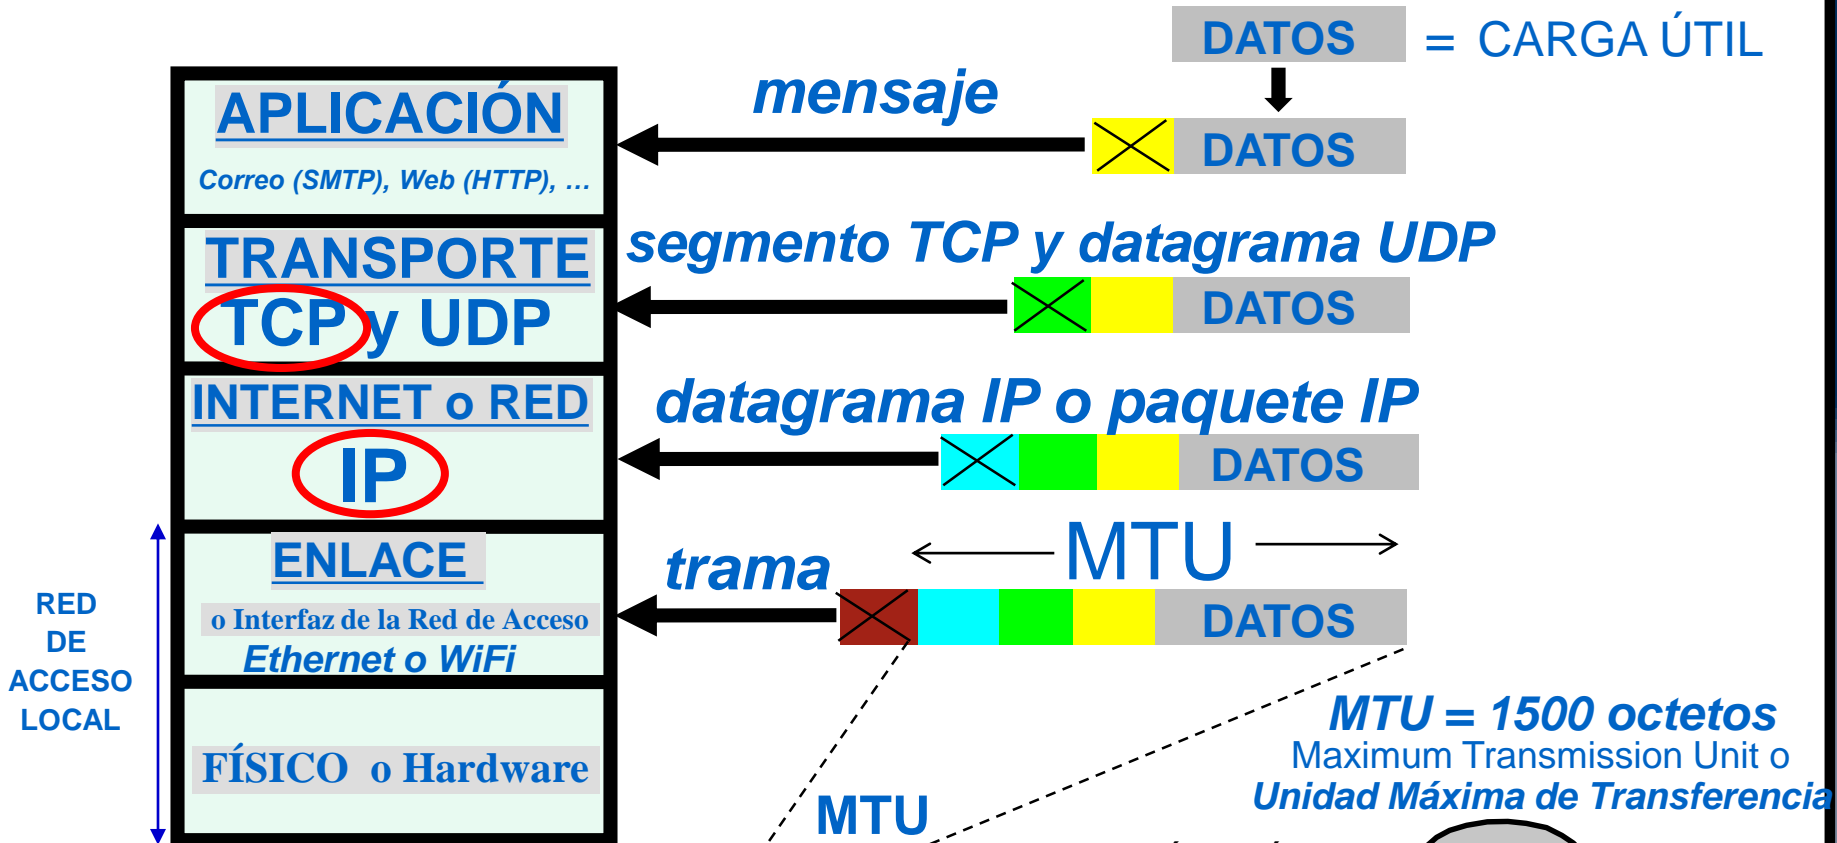 DATOS = CARGA ÚTIL
APLICACIÓN
Correo (SMTP), Web (HTTP), ...
mensaje
DATOS
TRANSPORTE
TCP y UDP
segmento TCP y datagrama UDP
DATOS
INTERNET o RED
IP
datagrama IP o paquete IP
DATOS
ENLACE
o Interfaz de la Red de Acceso
Ethernet o WiFi
trama
MTU
DATOS
RED
DE
ACCESO
LOCAL
FÍSICO o Hardware
MTU = 1500 octetos
Maximum Transmission Unit o
Unidad Máxima de Transferencia
MTU